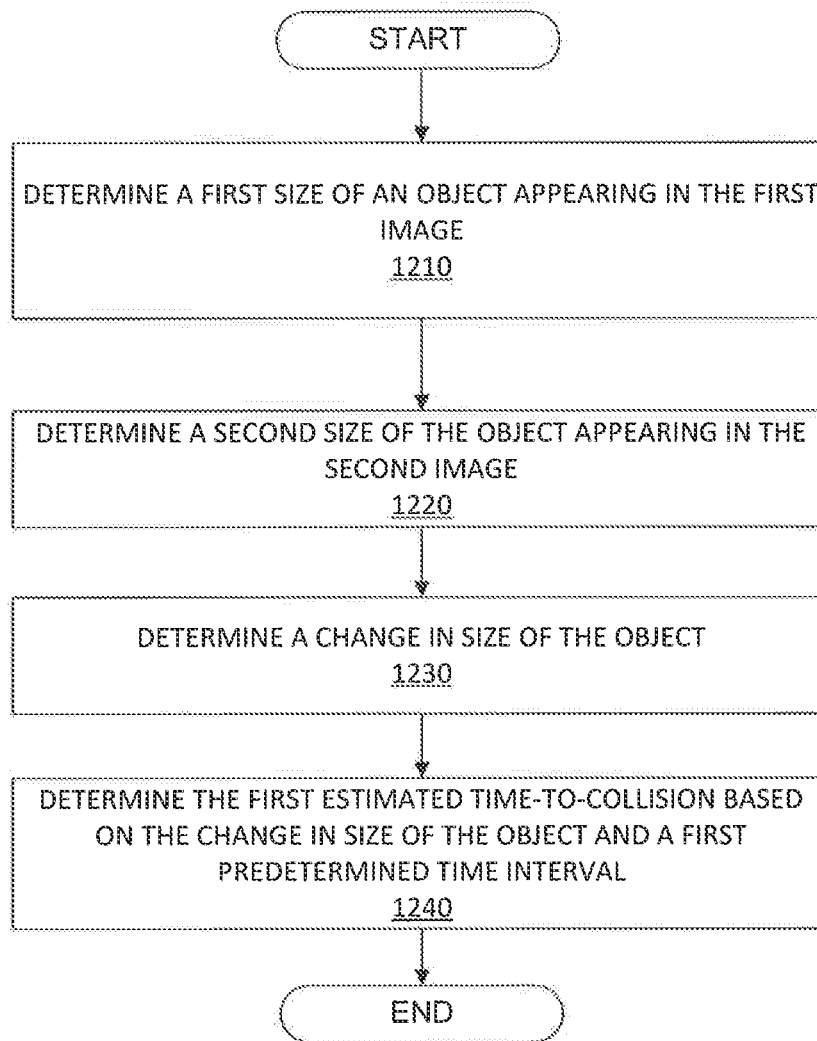 START
DETERMINE A FIRST SIZE OF AN OBJECT APPEARING IN THE FIRST
IMAGE
1210
DETERMINE A SECOND SIZE OF THE OBJECT APPEARING IN THE
SECOND IMAGE
1220
DETERMINE A CHANGE IN SIZE OF THE OBJECT
1230
DETERMINE THE FIRST ESTIMATED TIME-TO-COLLISION BASED
ON THE CHANGE IN SIZE OF THE OBJECT AND A FIRST
PREDETERMINED TIME INTERVAL
1240
END